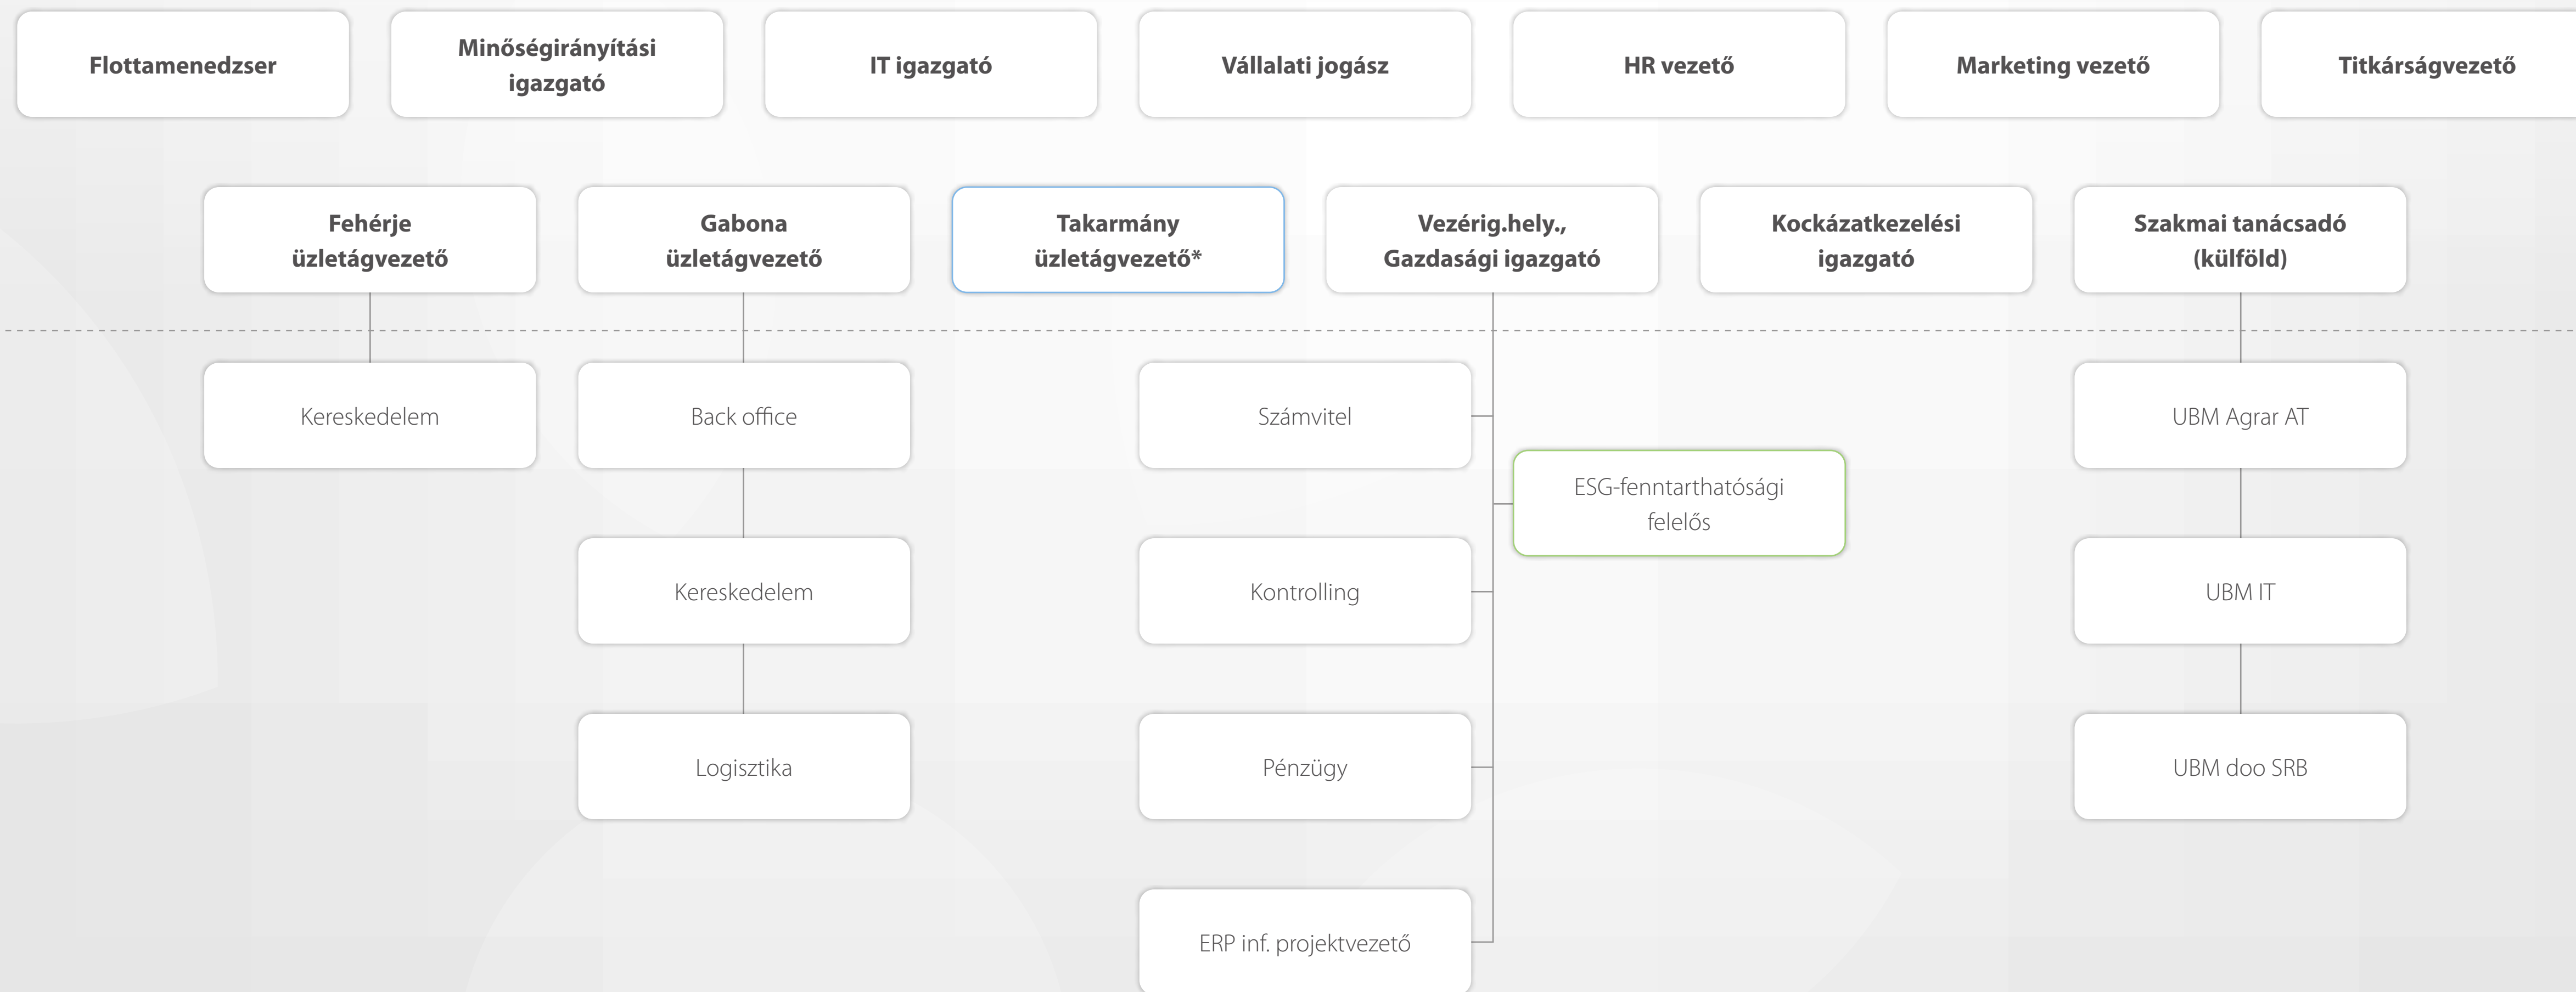 Flottamenedzser
Minőségirányítási
igazgató
IT igazgató
Vállalati jogász
HR vezető
Marketing vezető
Titkárságvezető
Fehérje
üzletágvezető
Gabona
üzletágvezető
Takarmány
üzletágvezető*
Vezérig.hely.,
Gazdasági igazgató
Kockázatkezelési
igazgató
Szakmai tanácsadó
(külföld)
Kereskedelem
Back office
Számvitel
UBM Agrar AT
ESG-fenntarthatósági
felelős
Kereskedelem
Kontrolling
UBM IT
Logisztika
Pénzügy
UBM doo SRB
ERP inf. projektvezető